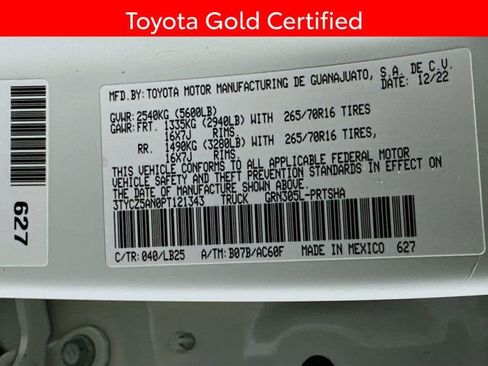 Toyota Gold Certified
MFD.BY: TOYOTA MOTOR MANUFACTURING DE GUANAJUATO, S.A. DE C.V.
12/22
GVWR: 2540KG (5600LB)
GAWR: FRT. 1335KG (2940LB) WITH 265/70R16 TIRES
16X7J RIMS,
RR. 1490KG (3280LB) WITH 265/70R16 TIRES,
16X7J RIMS
THIS VEHICLE CONFORMS TO ALL APPLICABLE FEDERAL MOTOR
VEHICLE SAFETY AND THEFT PREVENTION STANDARDS IN EFFECT ON
THE DATE OF MANUFACTURE SHOWN ABOVE.
3TYCZ5AN0PT121343 TRUCK GRN305L-PRTSHA
C/TR: 040/LB25 A/TM: B07B/AC60F MADE IN MEXICO 627
627